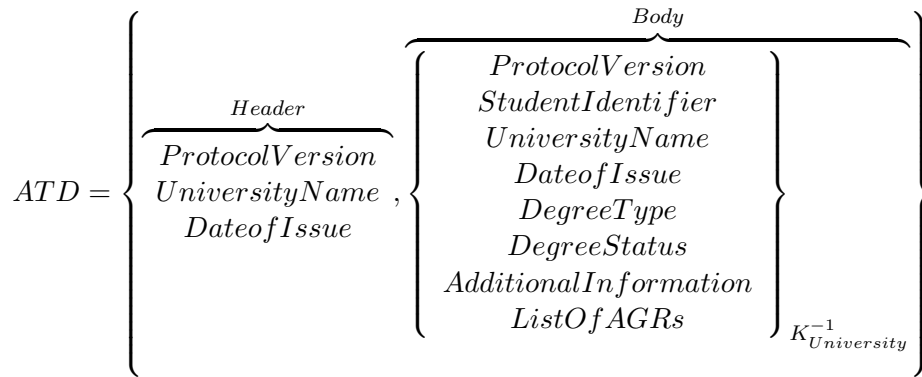 Body
ProtocolVersion
StudentIdentifier
Header
UniversityName
ProtocolVersion
DateofIssue
ATD = { UniversityName , {
DegreeType
DateofIssue
DegreeStatus
AdditionalInformation
ListOfAGRs
K^{-1}_{University}